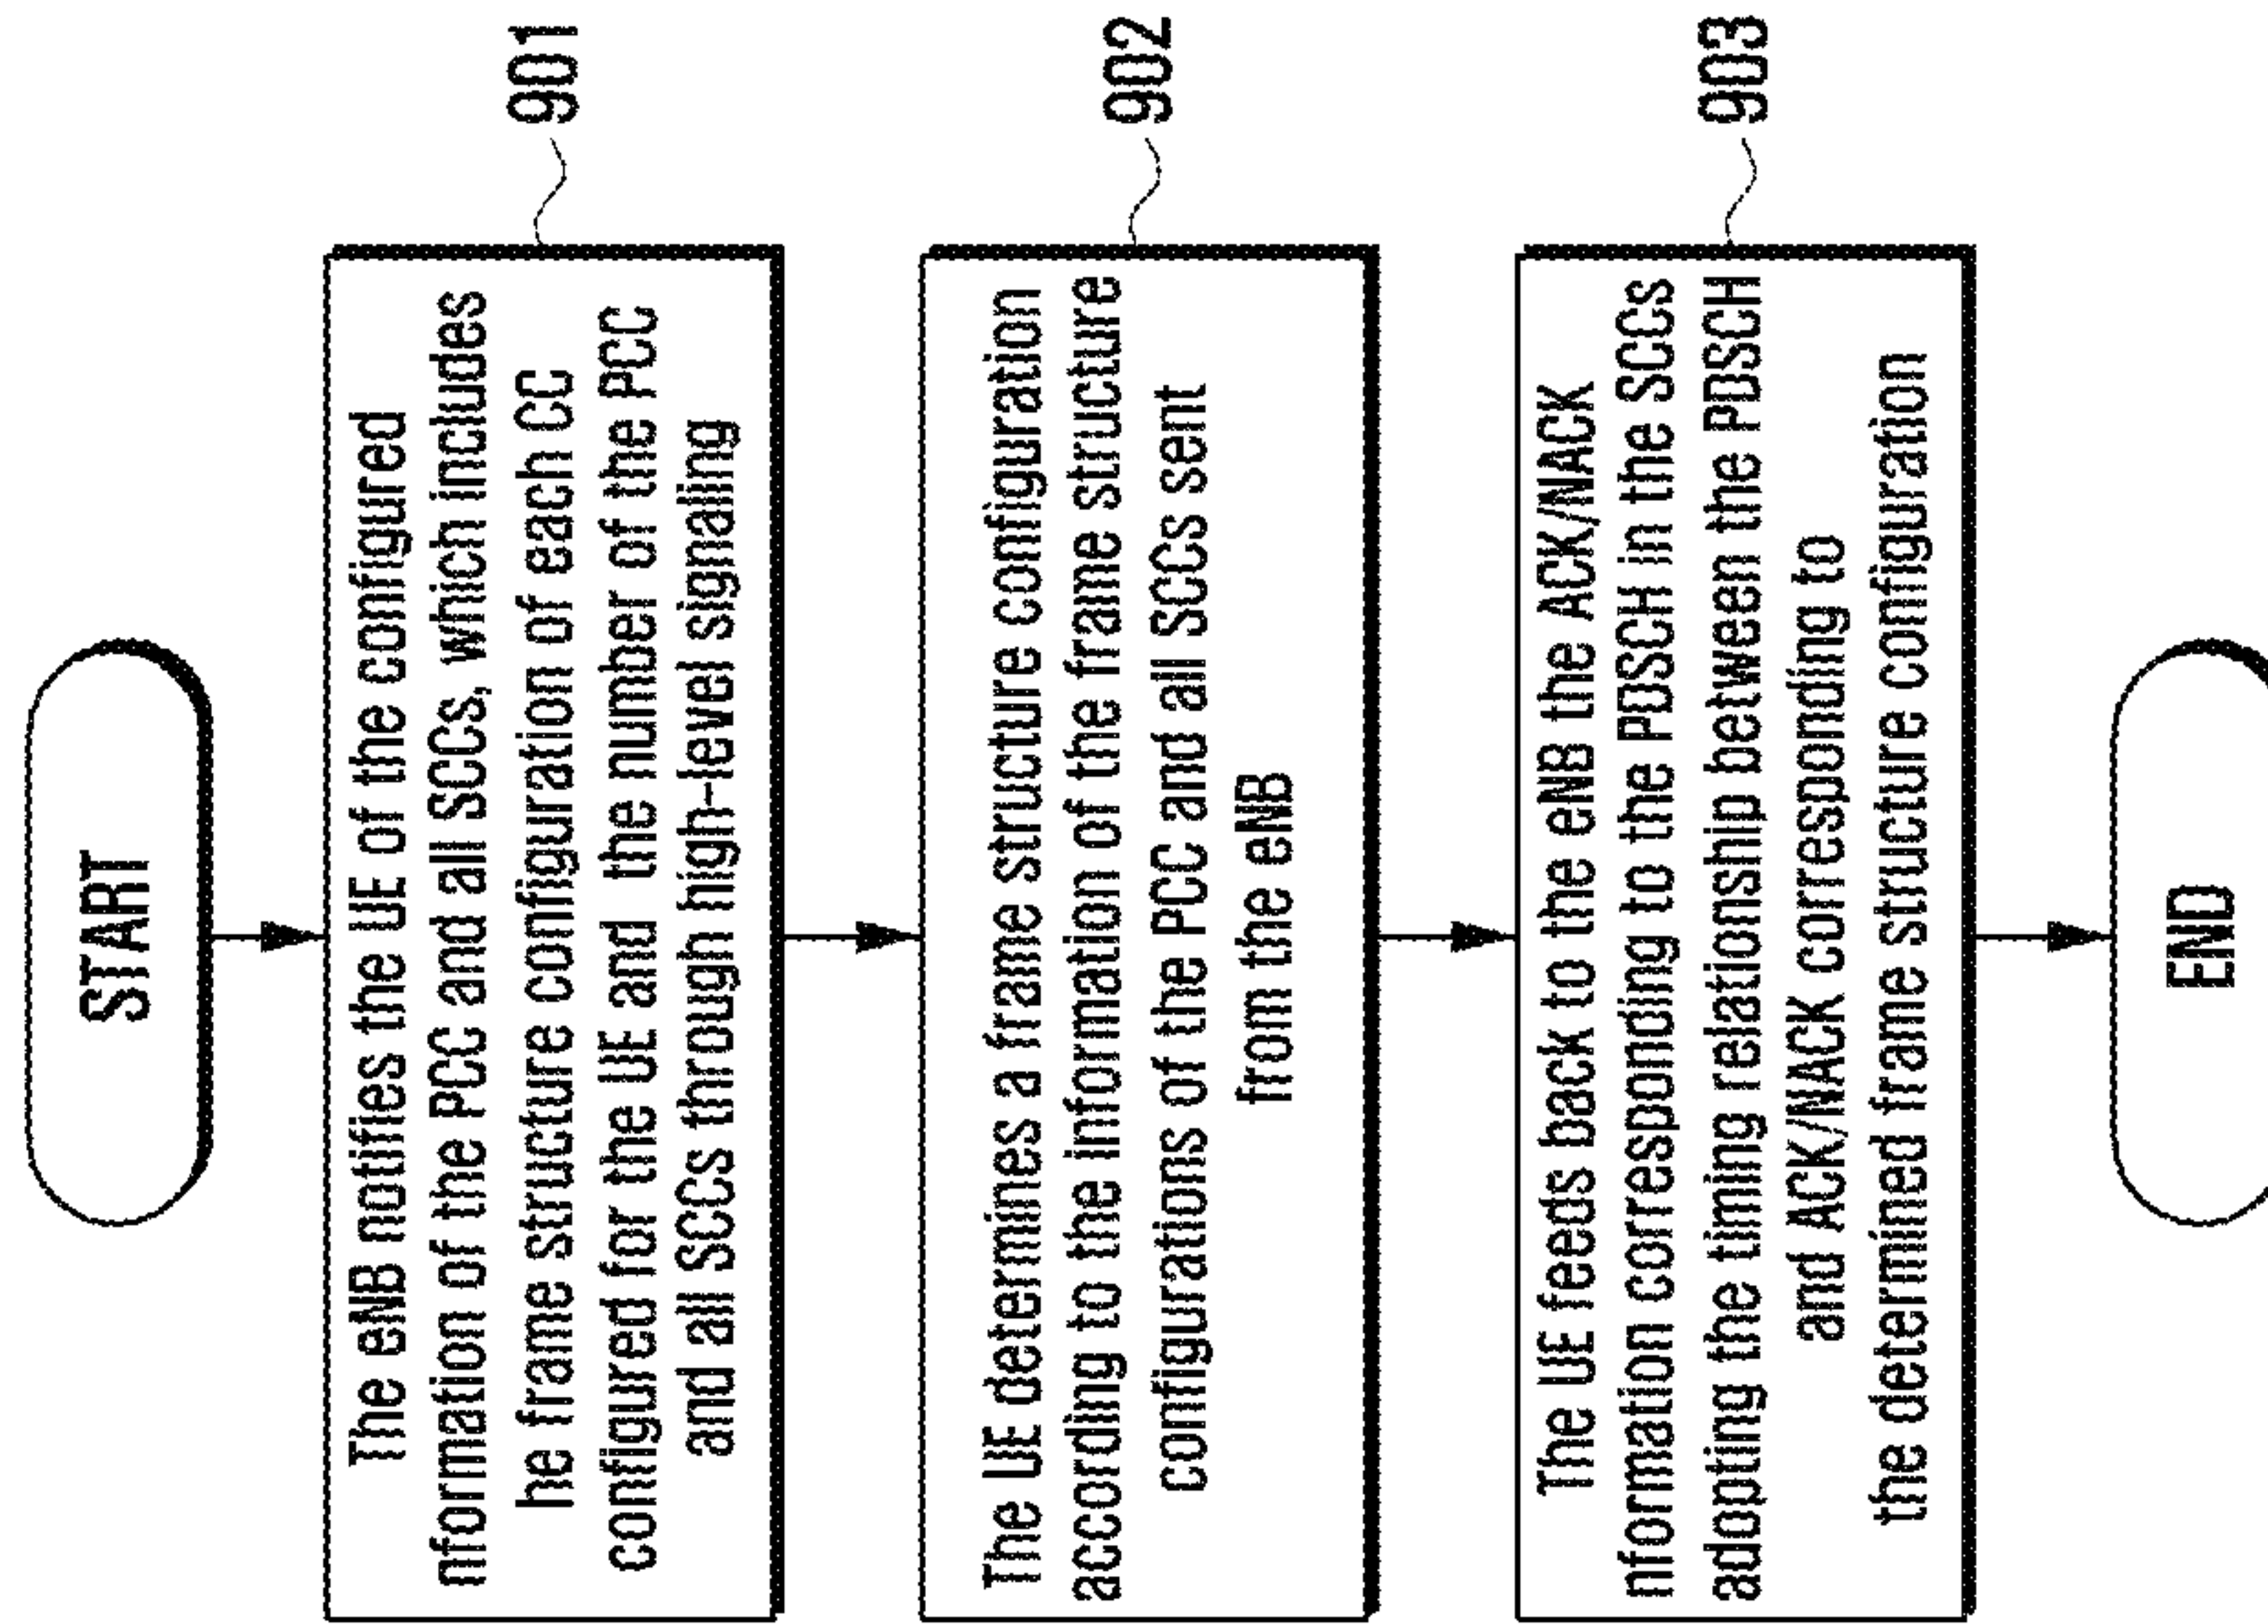 START
The eNB notifies the UE of the configured
nformation of the PCC and all SCCs, which includes
he frame structure configuration of each CC
configured for the UE and the number of the PCC
and all SCCs through high-level signaling
901
The UE determines a frame structure configuration
according to the information of the frame structure
configurations of the PCC and all SCCs sent
from the eNB
902
The UE feeds back to the eNB the ACK/NACK
nformation corresponding to the PDSCH in the SCCs
adopting the timing relationship between the PDSCH
and ACK/NACK corresponding to
the determined frame structure configuration
903
END